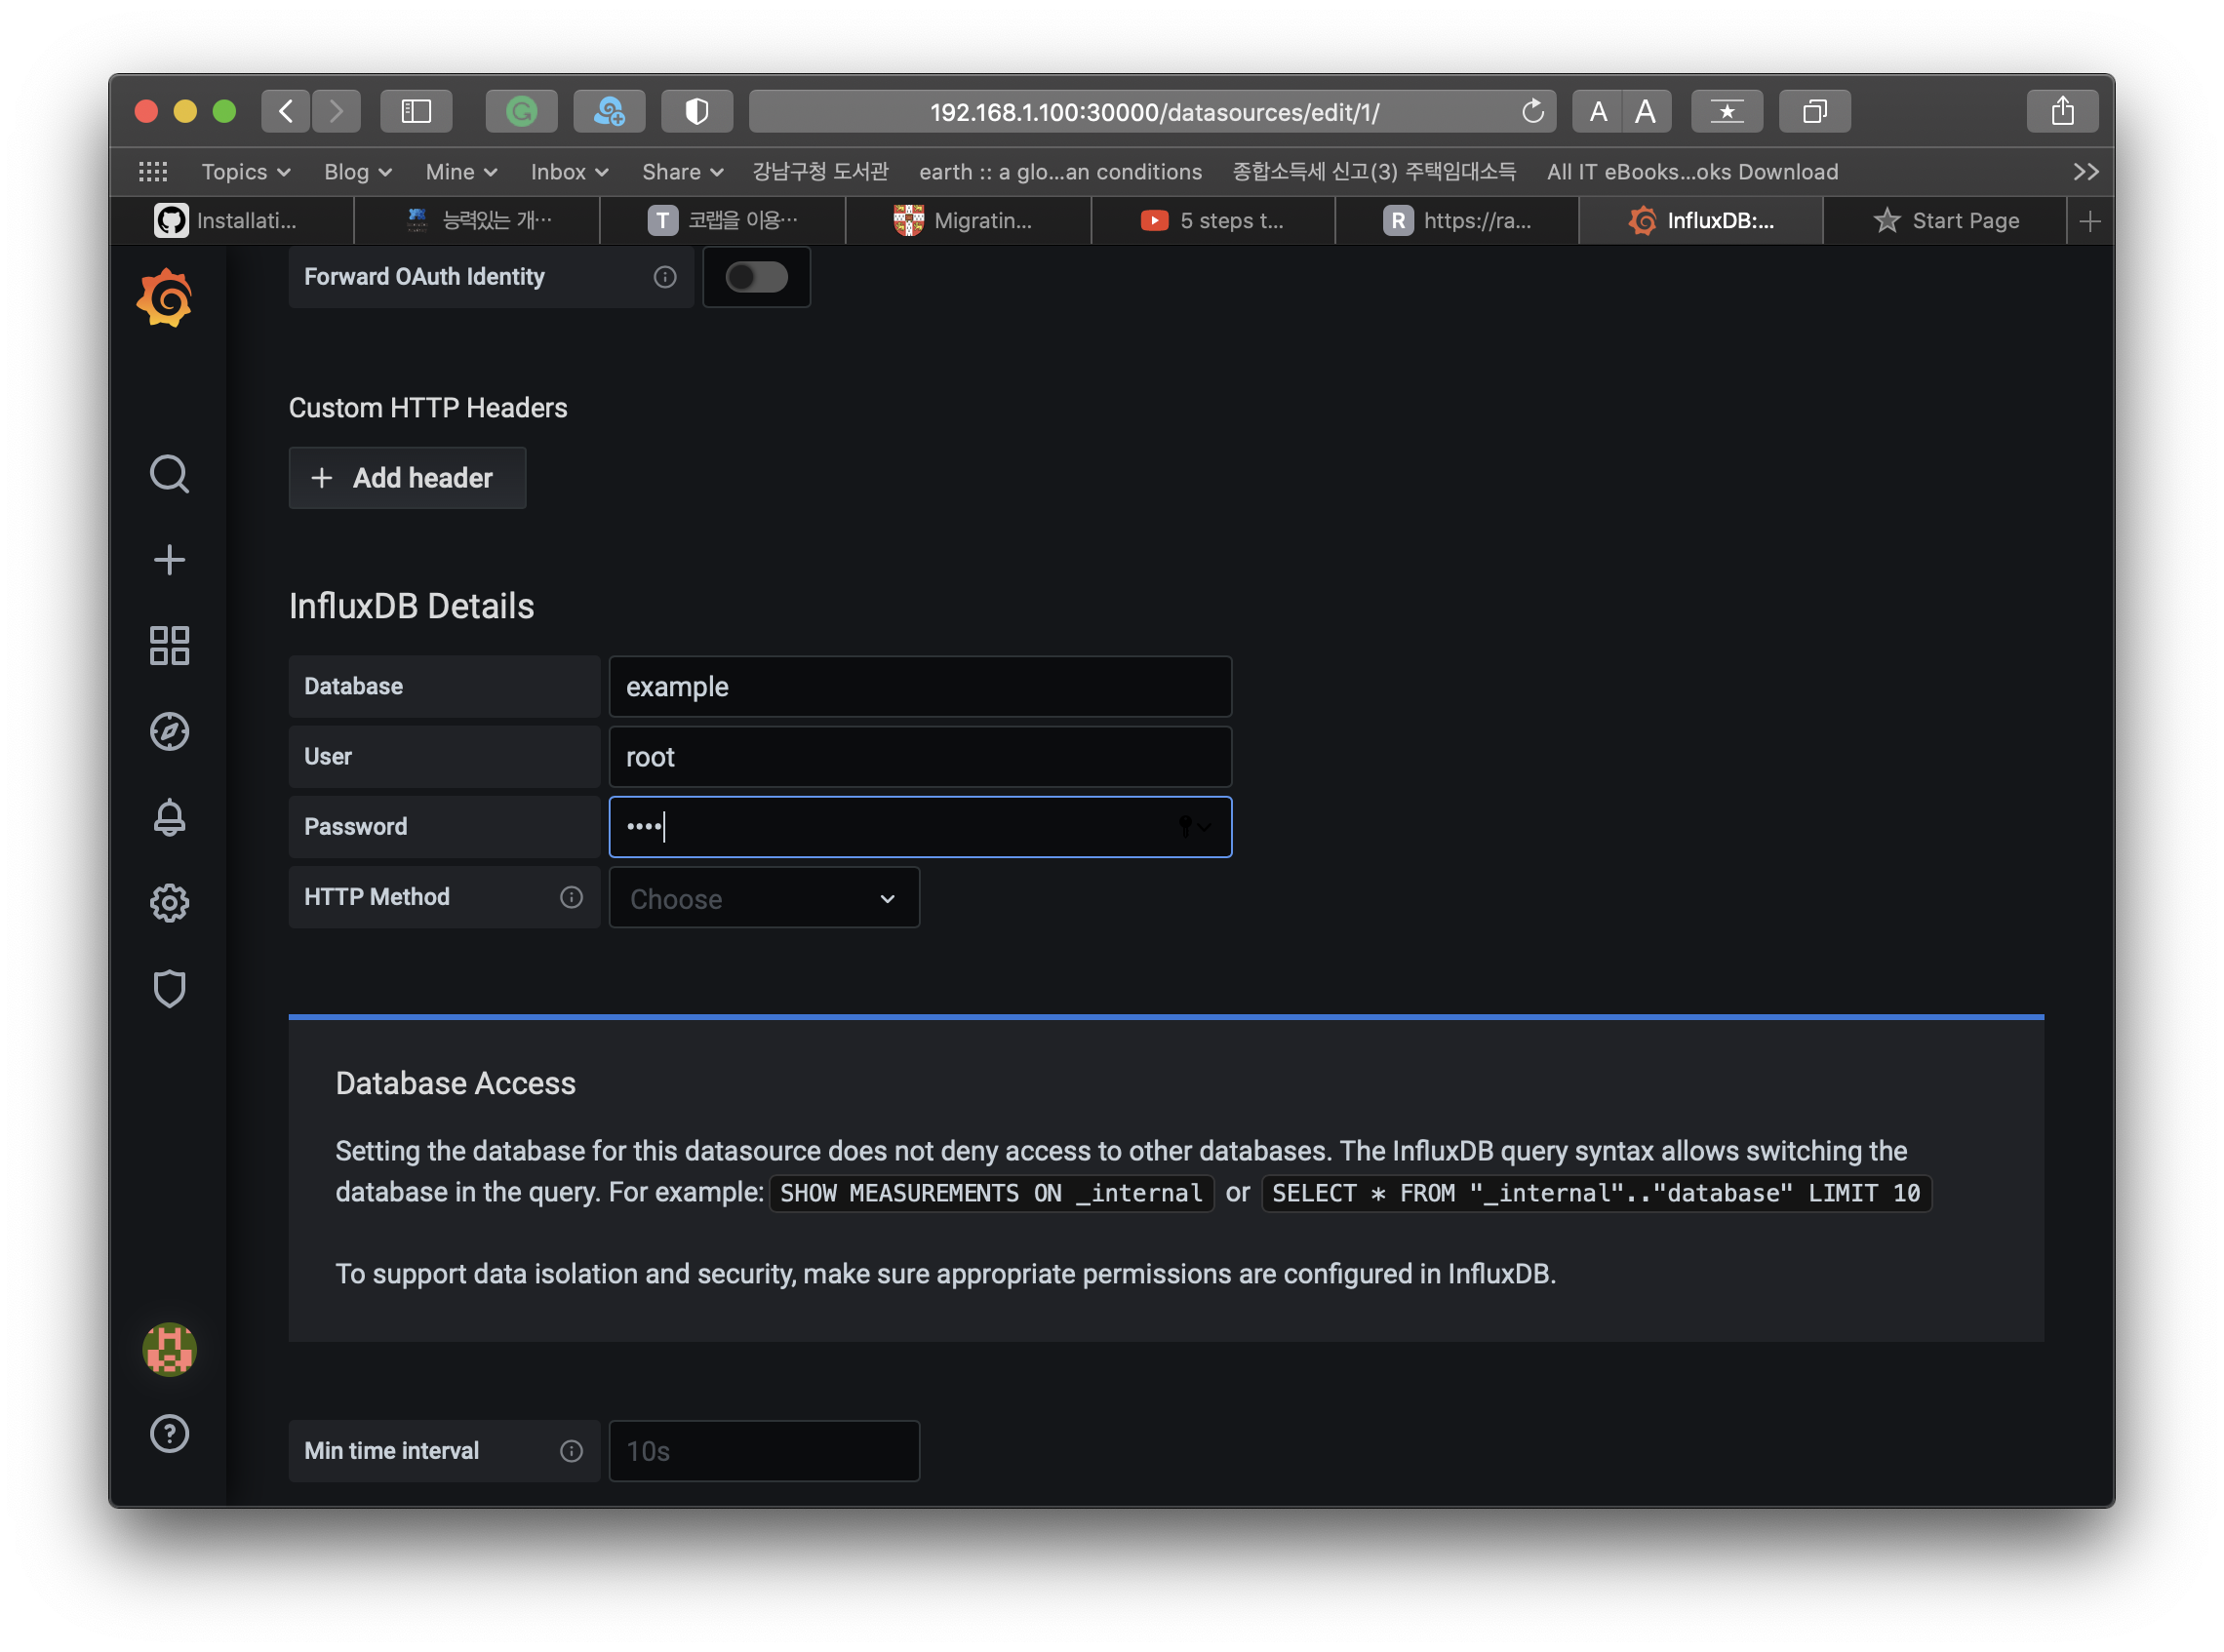 192.168.1.100:30000/datasources/edit/1/
A A
Topics Blog Mine Inbox Share 강남구청 도서관 earth :: a glo...an conditions 종합소득세 신고(3) 주택임대소득 All IT eBooks...oks Download
Installati... 능력있는 개… T 코랩을 이용… Migratin... 5 steps t... R https://ra... InfluxDB:... Start Page
Forward OAuth Identity
Custom HTTP Headers
+ Add header
InfluxDB Details
Database example
User root
Password ••••
HTTP Method Choose
Database Access
Setting the database for this datasource does not deny access to other databases. The InfluxDB query syntax allows switching the
database in the query. For example: SHOW MEASUREMENTS ON _internal or SELECT * FROM "_internal".."database" LIMIT 10
To support data isolation and security, make sure appropriate permissions are configured in InfluxDB.
Min time interval 10s